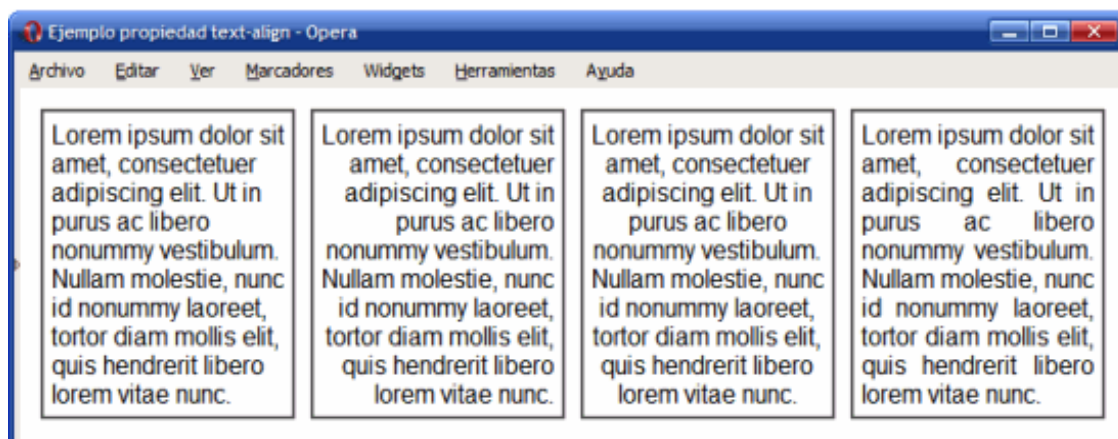 Ejemplo propiedad text-align - Opera
Archivo Editar Ver Marcadores Widgets Herramientas Ayuda
Lorem ipsum dolor sit
amet, consectetuer
adipiscing elit. Ut in
purus ac libero
nonummy vestibulum.
Nullam molestie, nunc
id nonummy laoreet,
tortor diam mollis elit,
quis hendrerit libero
lorem vitae nunc.
Lorem ipsum dolor sit
amet, consectetuer
adipiscing elit. Ut in
purus ac libero
nonummy vestibulum.
Nullam molestie, nunc
id nonummy laoreet,
tortor diam mollis elit,
quis hendrerit libero
lorem vitae nunc.
Lorem ipsum dolor sit
amet, consectetuer
adipiscing elit. Ut in
purus ac libero
nonummy vestibulum.
Nullam molestie, nunc
id nonummy laoreet,
tortor diam mollis elit,
quis hendrerit libero
lorem vitae nunc.
Lorem ipsum dolor sit
amet, consectetuer
adipiscing elit. Ut in
purus ac libero
nonummy vestibulum.
Nullam molestie, nunc
id nonummy laoreet,
tortor diam mollis elit,
quis hendrerit libero
lorem vitae nunc.